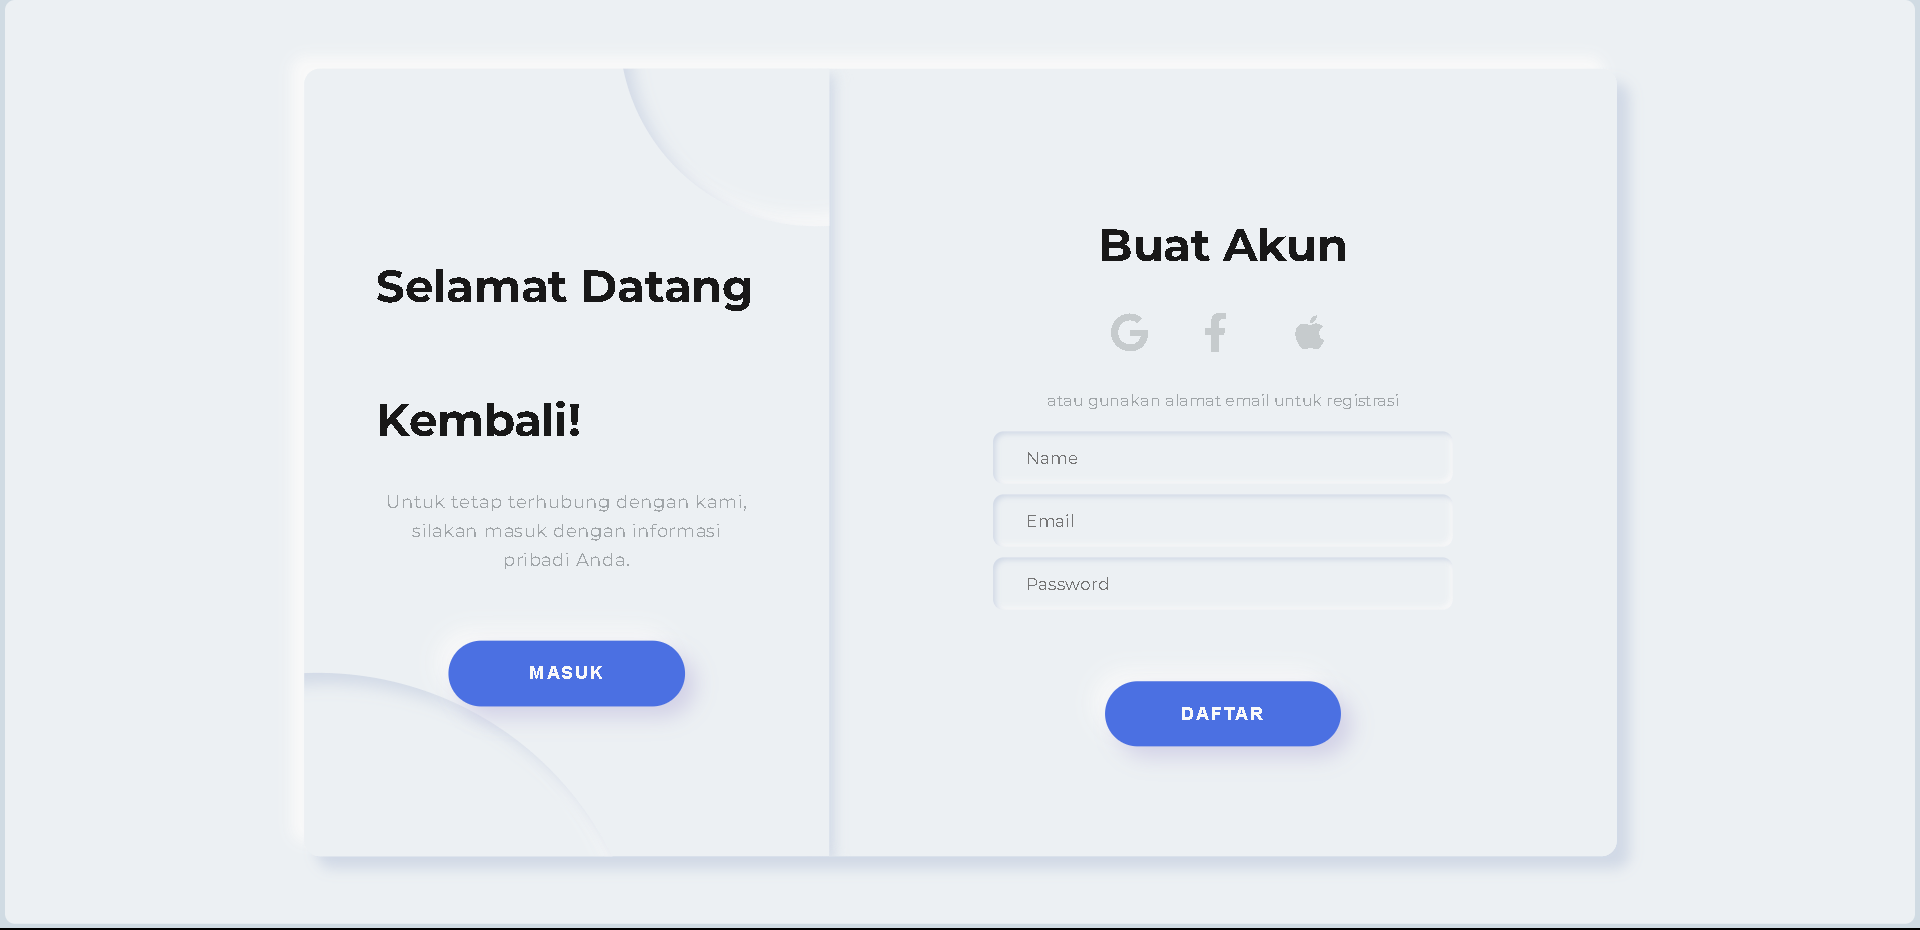 Selamat Datang
Kembali!
Untuk tetap terhubung dengan kami,
silakan masuk dengan informasi
pribadi Anda.
MASUK
Buat Akun
atau gunakan alamat email untuk registrasi
Name
Email
Password
DAFTAR